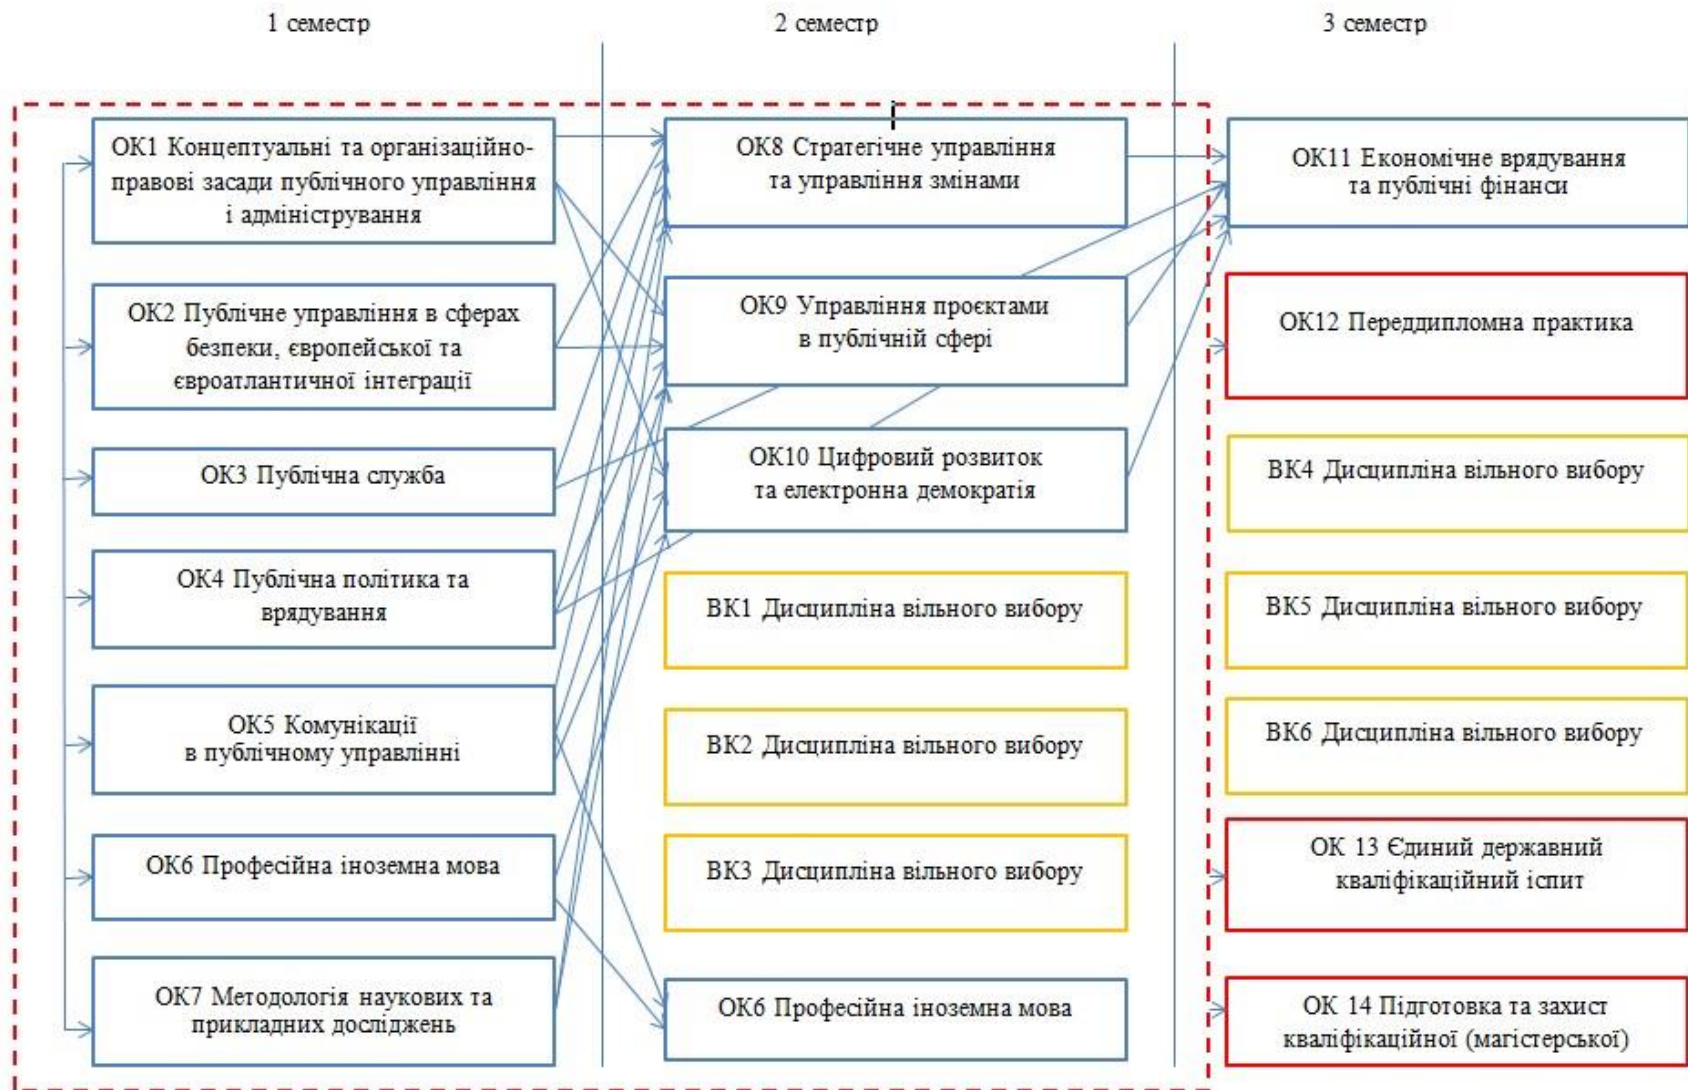 1 семестр
2 семестр
3 семестр
ОК1 Концептуальні та організаційно-
правові засади публічного управління
і адміністрування
ОК2 Публічне управління в сферах
безпеки, європейської та
євроатлантичної інтеграції
ОК3 Публічна служба
ОК4 Публічна політика та
врядування
ОК5 Комунікації
в публічному управлінні
ОК6 Професійна іноземна мова
ОК7 Методологія наукових та
прикладних досліджень
ОК8 Стратегічне управління
та управління змінами
ОК9 Управління проєктами
в публічній сфері
ОК10 Цифровий розвиток
та електронна демократія
ВК1 Дисципліна вільного вибору
ВК2 Дисципліна вільного вибору
ВК3 Дисципліна вільного вибору
ОК6 Професійна іноземна мова
ОК11 Економічне врядування
та публічні фінанси
ОК12 Переддипломна практика
ВК4 Дисципліна вільного вибору
ВК5 Дисципліна вільного вибору
ВК6 Дисципліна вільного вибору
ОК 13 Єдиний державний
кваліфікаційний іспит
ОК 14 Підготовка та захист
кваліфікаційної (магістерської)